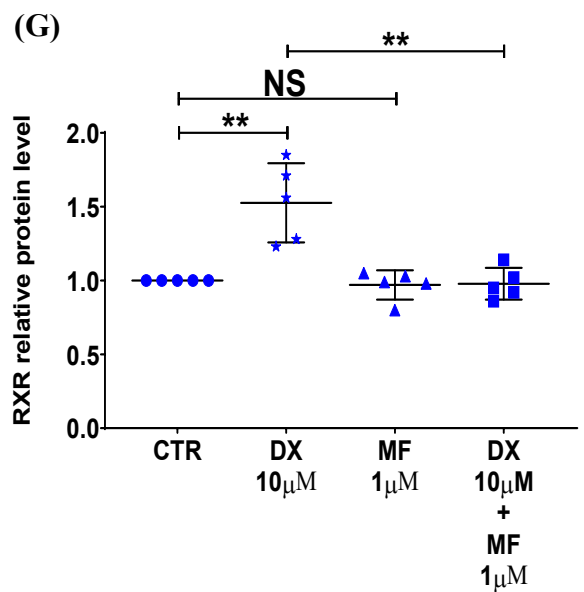 (G)
**
NS
**
RXR relative protein level
2.0
1.5
1.0
0.5
0.0
CTR DX MF DX
10μM 1μM 10μM
+
MF
1μM